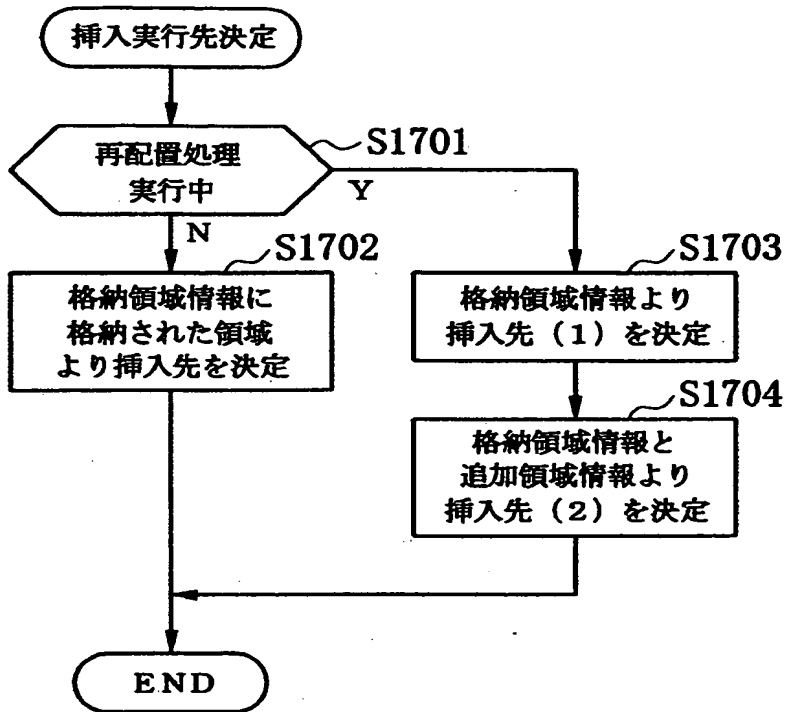 挿入実行先決定
再配置処理
実行中
S1701
Y
N
S1702
格納領域情報に
格納された領域
より挿入先を決定
S1703
格納領域情報より
挿入先（1）を決定
S1704
格納領域情報と
追加領域情報より
挿入先（2）を決定
END